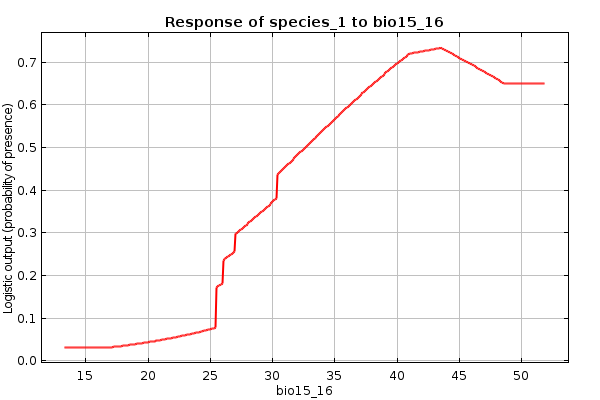 Response of species_1 to bio15_16
Logistic output (probability of presence)
0.7
0.6
0.5
0.4
0.3
0.2
0.1
0.0
15 20 25 30 35 40 45 50
bio15_16